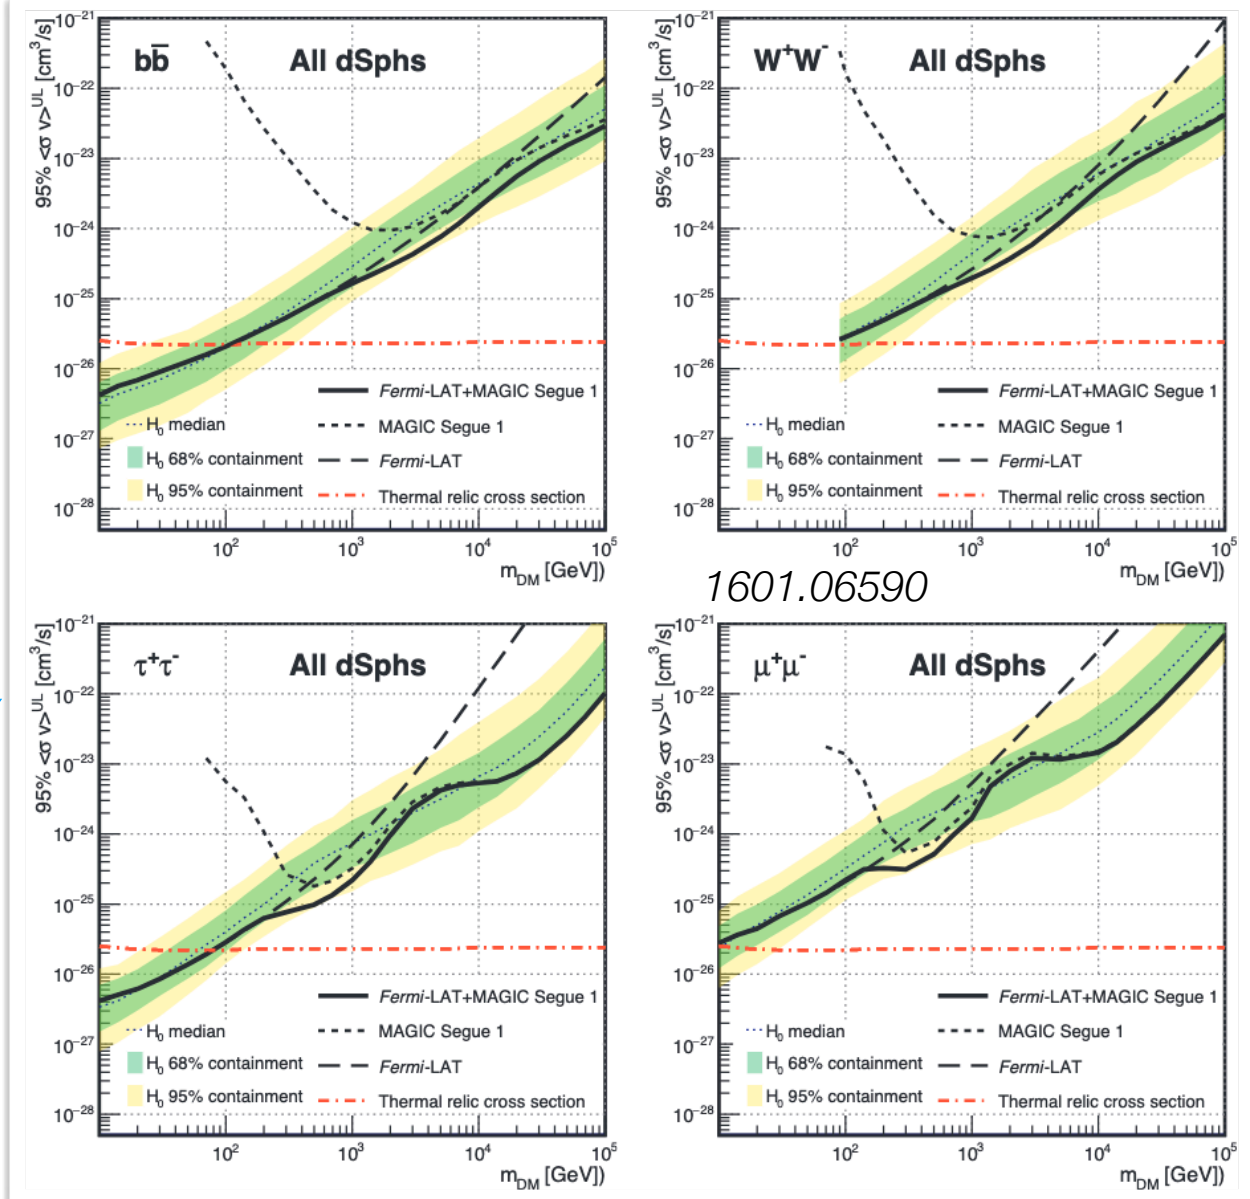 95% <σ v>ᵁᴸ [cm³/s]
bb̅ All dSphs
10⁻²¹
10⁻²²
10⁻²³
10⁻²⁴
10⁻²⁵
10⁻²⁶
10⁻²⁷
10⁻²⁸
Fermi-LAT+MAGIC Segue 1
H₀ median
MAGIC Segue 1
H₀ 68% containment
Fermi-LAT
H₀ 95% containment
Thermal relic cross section
10² 10³ 10⁴ 10⁵
m_DM [GeV])
95% <σ v>ᵁᴸ [cm³/s]
W⁺W⁻ All dSphs
10⁻²¹
10⁻²²
10⁻²³
10⁻²⁴
10⁻²⁵
10⁻²⁶
10⁻²⁷
10⁻²⁸
Fermi-LAT+MAGIC Segue 1
H₀ median
MAGIC Segue 1
H₀ 68% containment
Fermi-LAT
H₀ 95% containment
Thermal relic cross section
10² 10³ 10⁴ 10⁵
m_DM [GeV])
1601.06590
95% <σ v>ᵁᴸ [cm³/s]
τ⁺τ⁻ All dSphs
10⁻²¹
10⁻²²
10⁻²³
10⁻²⁴
10⁻²⁵
10⁻²⁶
10⁻²⁷
10⁻²⁸
Fermi-LAT+MAGIC Segue 1
H₀ median
MAGIC Segue 1
H₀ 68% containment
Fermi-LAT
H₀ 95% containment
Thermal relic cross section
10² 10³ 10⁴ 10⁵
m_DM [GeV])
95% <σ v>ᵁᴸ [cm³/s]
μ⁺μ⁻ All dSphs
10⁻²¹
10⁻²²
10⁻²³
10⁻²⁴
10⁻²⁵
10⁻²⁶
10⁻²⁷
10⁻²⁸
Fermi-LAT+MAGIC Segue 1
H₀ median
MAGIC Segue 1
H₀ 68% containment
Fermi-LAT
H₀ 95% containment
Thermal relic cross section
10² 10³ 10⁴ 10⁵
m_DM [GeV])